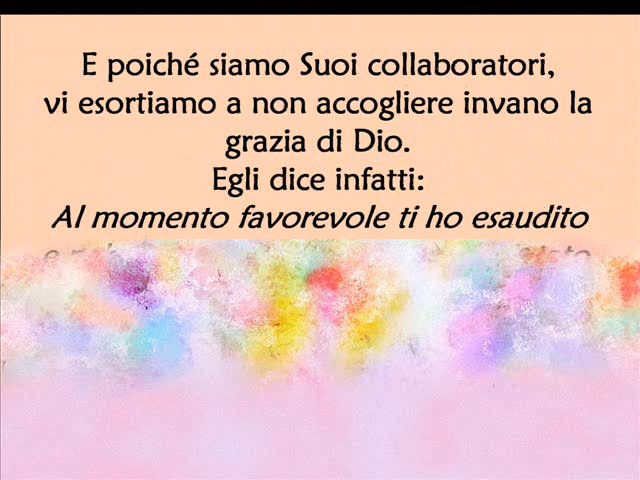 E poiché siamo Suoi collaboratori,
vi esortiamo a non accogliere invano la
grazia di Dio.
Egli dice infatti:
Al momento favorevole ti ho esaudito
e